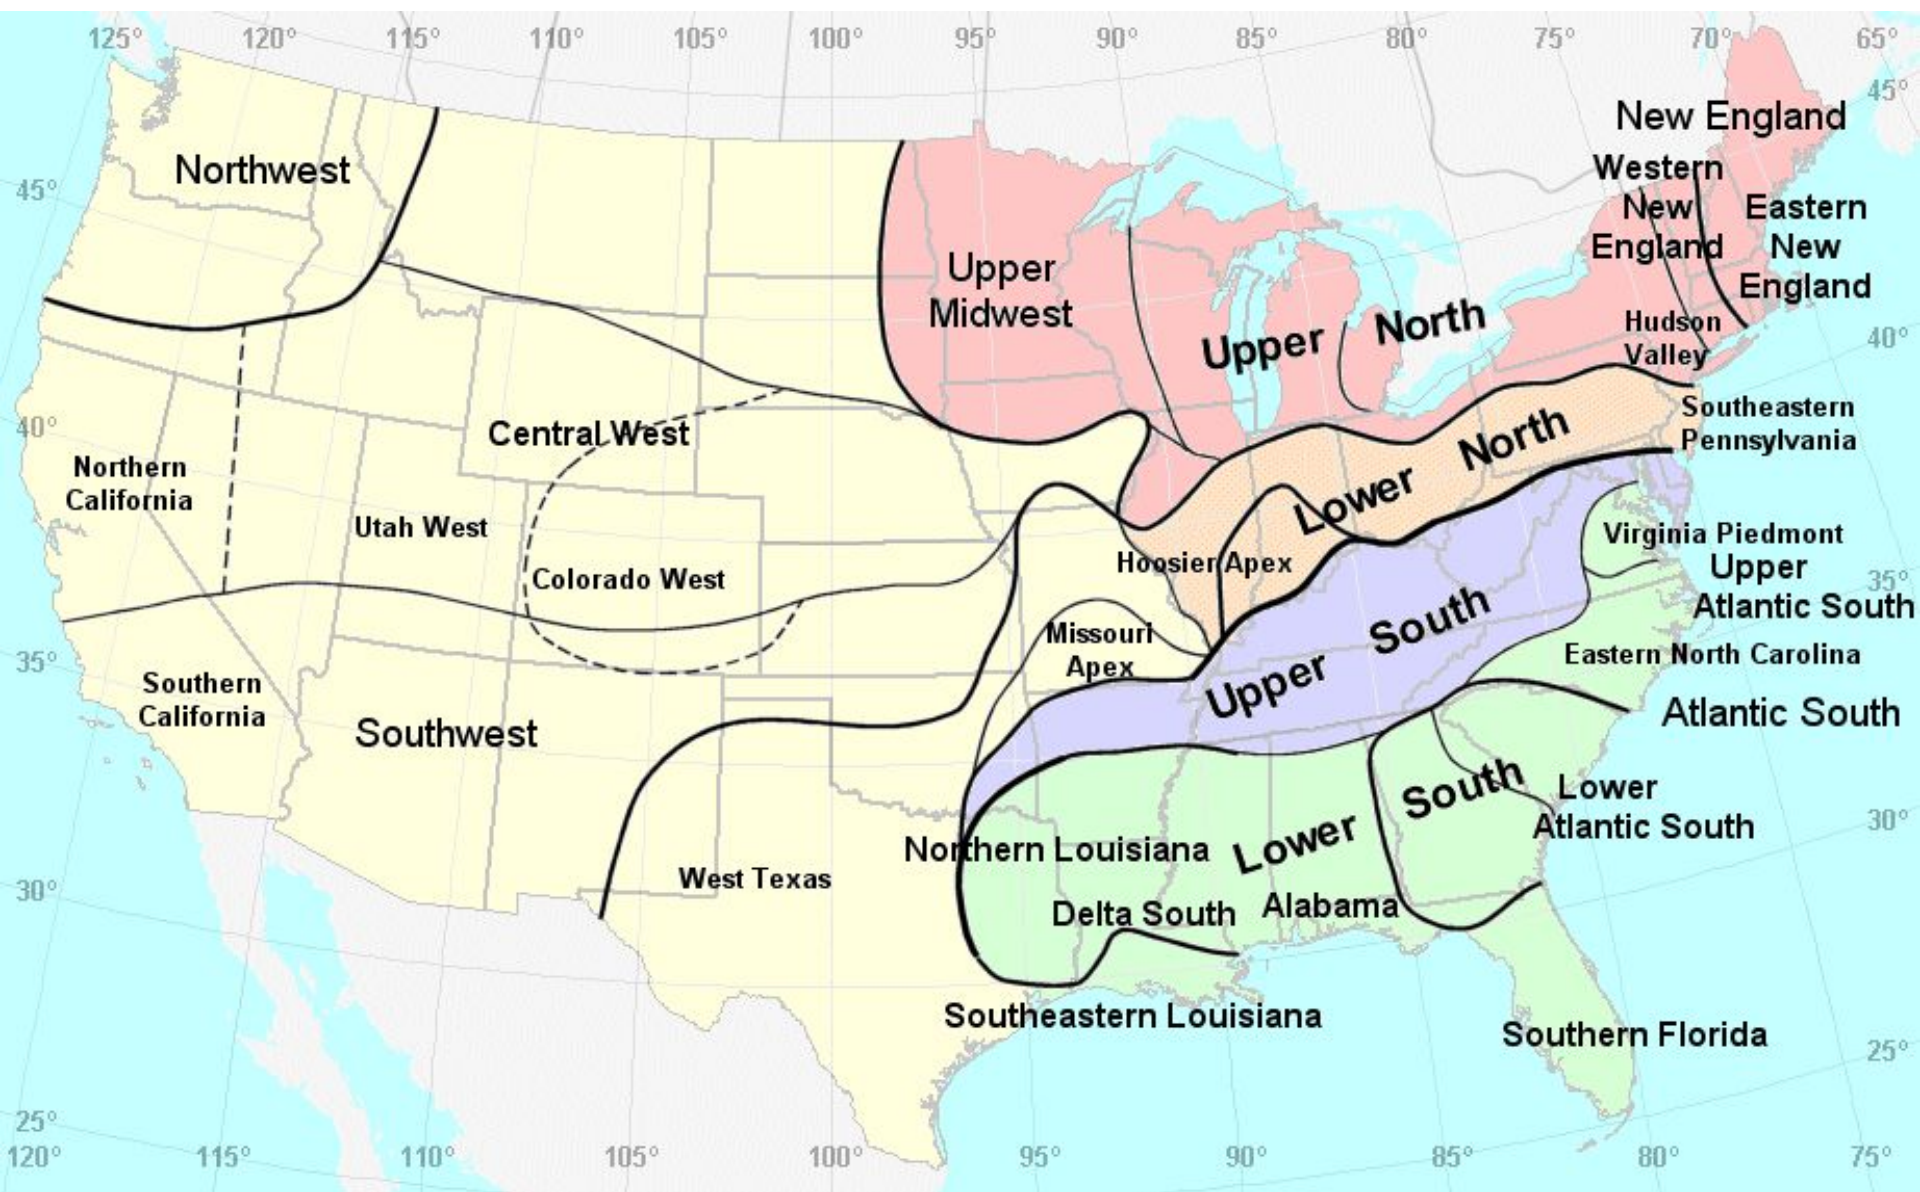 125° 120° 115° 110° 105° 100° 95° 90° 85° 80° 75° 70° 65°
45°
New England
Western
New
England
Eastern
New
England
Northwest
45°
Upper
Midwest
Upper North
Hudson
Valley
40°
Central West
Southeastern
Pennsylvania
40°
Lower North
Northern
California
Utah West
Colorado West
Hoosier Apex
Virginia Piedmont
Upper
Atlantic South
35°
Missouri
Apex
Upper South
Eastern North Carolina
35°
Southern
California
Southwest
Atlantic South
Lower South
Lower
Atlantic South
30°
Northern Louisiana
West Texas
30°
Delta South
Alabama
Southeastern Louisiana
Southern Florida
25°
25°
120° 115° 110° 105° 100° 95° 90° 85° 80° 75°